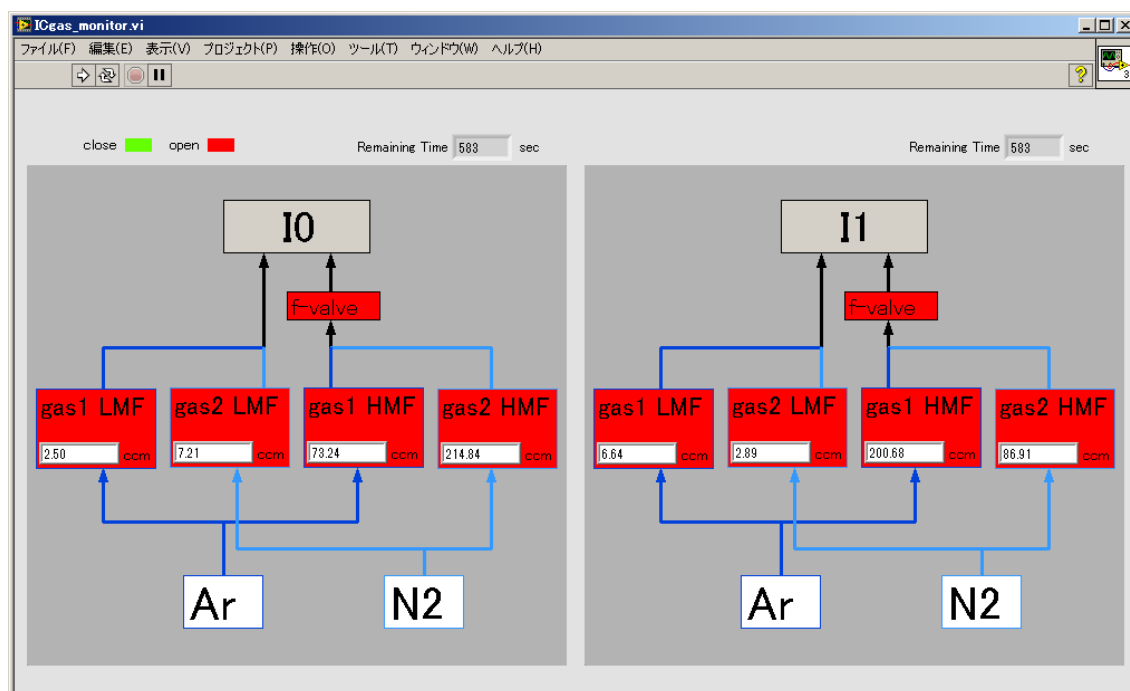 ICgas_monitor.vi
ファイル(F) 編集(E) 表示(V) プロジェクト(P) 操作(O) ツール(T) ウィンドウ(W) ヘルプ(H)
3
close open Remaining Time 583 sec Remaining Time 583 sec
I0 I1
f-valve f-valve
gas1 LMF gas2 LMF gas1 HMF gas2 HMF gas1 LMF gas2 LMF gas1 HMF gas2 HMF
2.50 ccm 7.21 ccm 73.24 ccm 214.84 ccm 6.64 ccm 2.89 ccm 200.68 ccm 86.91 ccm
Ar N2 Ar N2